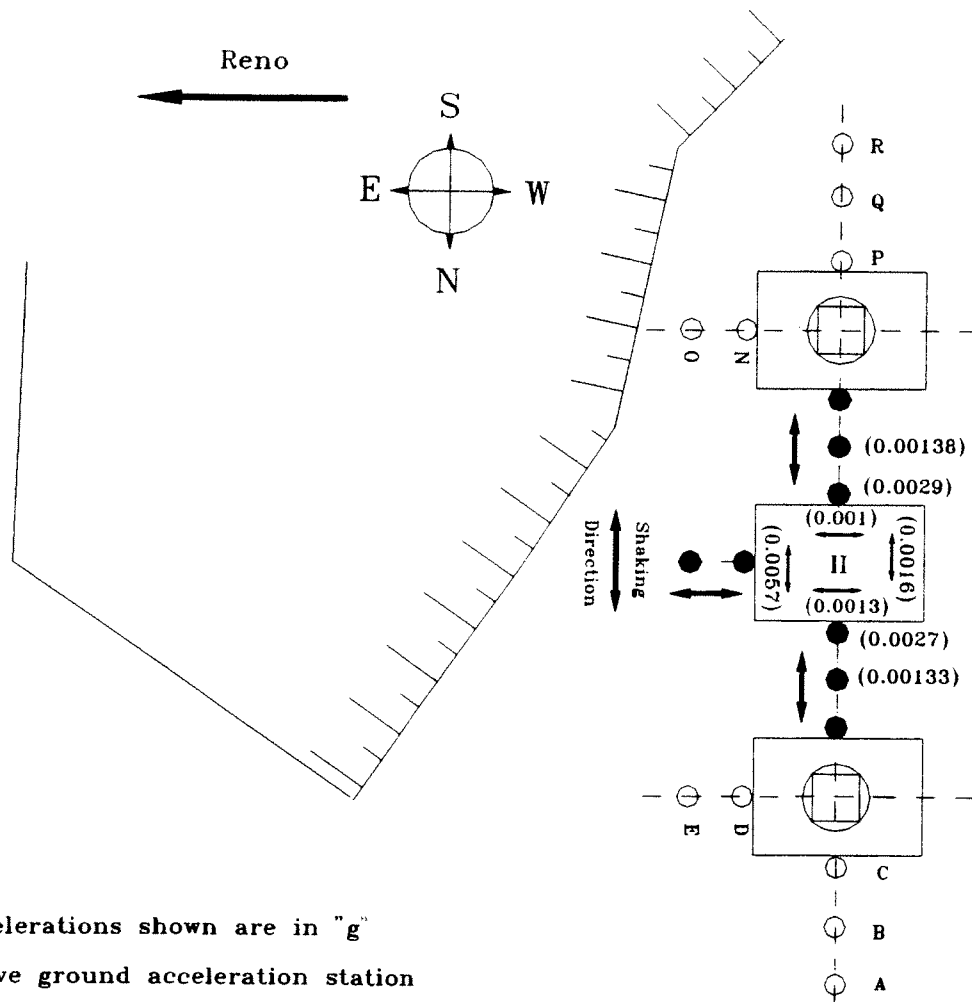 Reno
S
E
W
N
R
Q
P
O
N
(0.00138)
(0.0029)
Shaking
Direction
(0.001)
(0.0057)
II
(0.0016)
(0.0013)
(0.0027)
(0.00133)
E
D
C
B
A
elerations shown are in "g"
ve ground acceleration station